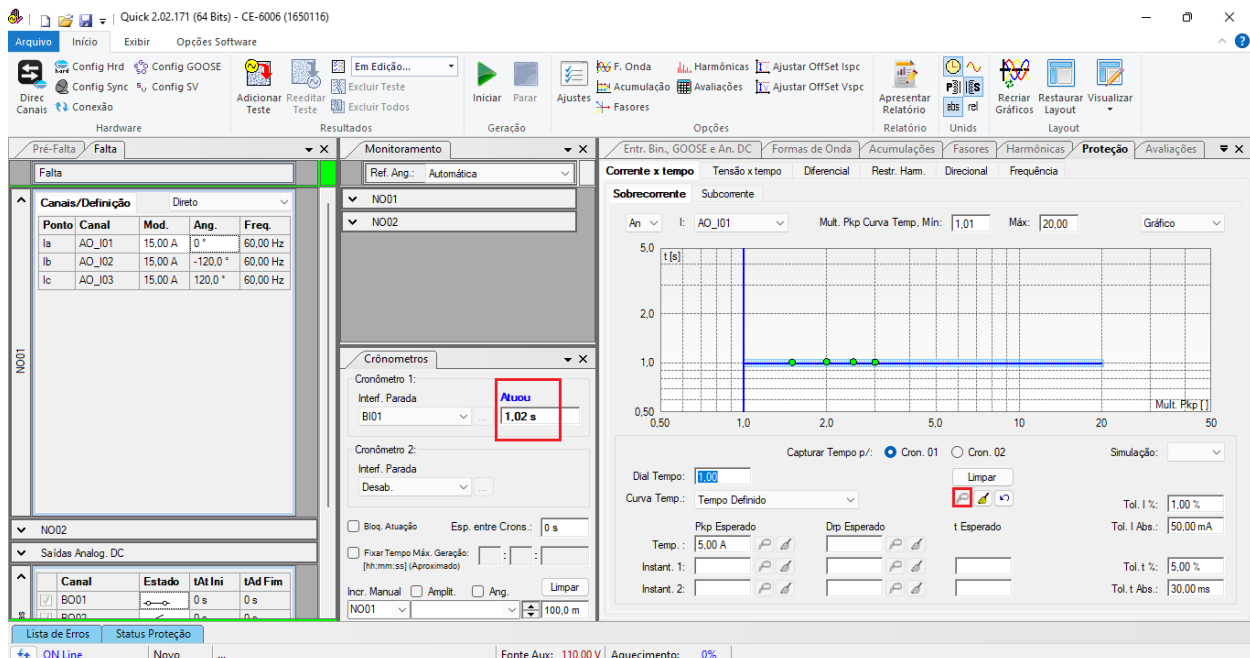 Quick 2.02.171 (64 Bits) - CE-6006 (1650116)
Arquivo Início Exibir Opções Software
Direc Canais
Config Hrd Config GOOSE
Config Sync Config SV
Conexão
Hardware
Adicionar Teste
Reeditar Teste
Em Edição...
Excluir Teste
Excluir Todos
Resultados
Iniciar Parar
Geração
Ajustes
F. Onda Harmônicas Ajustar OffSet Ispc
Acumulação Avaliações Ajustar OffSet Vspc
Fasores
Opções
Apresentar Relatório
Relatório
abs rel
Unids
Recriar Gráficos
Restaurar Layout
Visualizar
Layout
Pré-Falta Falta
Falta
NO01
Canais/Definição Direto
Ponto Canal Mod. Ang. Freq.
Ia AO_I01 15,00 A 0 ° 60,00 Hz
Ib AO_I02 15,00 A -120,0 ° 60,00 Hz
Ic AO_I03 15,00 A 120,0 ° 60,00 Hz
NO02
Saídas Analog. DC
Canal Estado tAt Ini tAd Fim
BO01 0 s 0 s
BO02 0 s 0 s
Monitoramento
Ref. Ang.: Automática
NO01
NO02
Crônometros
Cronômetro 1:
Interf. Parada Atuou
BI01 ... 1,02 s
Cronômetro 2:
Interf. Parada
Desab. ...
Bloq. Atuação Esp. entre Crons.: 0 s
Fixar Tempo Máx. Geração: : :
[hh:mm:ss] (Aproximado)
Incr. Manual Amplit. Ang. Limpar
NO01 100,0 m
Entr. Bin., GOOSE e An. DC Formas de Onda Acumulações Fasores Harmônicas Proteção Avaliações
Corrente x tempo Tensão x tempo Diferencial Restr. Harm. Direcional Frequência
Sobrecorrente Subcorrente
An I: AO_I01 Mult. Pkp Curva Temp, Mín: 1,01 Máx: 20,00 Gráfico
t [s]
5,0
2,0
1,0
0,50
Mult. Pkp []
0,50 1,0 2,0 5,0 10 20 50
Capturar Tempo p/: Cron. 01 Cron. 02 Simulação:
Dial Tempo: 1,00 Limpar
Curva Temp.: Tempo Definido Tol. I %: 1,00 %
Pkp Esperado Drp Esperado t Esperado Tol. I Abs.: 50,00 mA
Temp. : 5,00 A
Instant. 1: Tol. t %: 5,00 %
Instant. 2: Tol. t Abs.: 30,00 ms
Lista de Erros Status Proteção
ON Line Novo ... Fonte Aux: 110,00 V Aquecimento: 0%